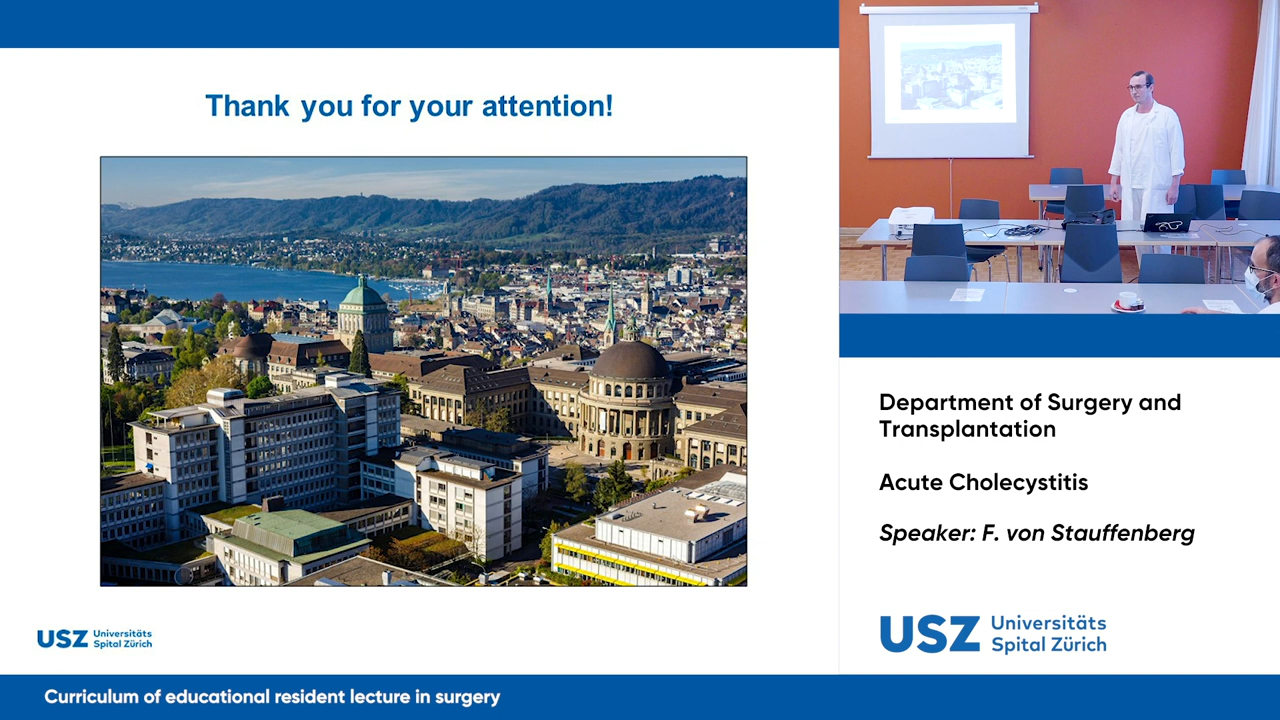 Thank you for your attention!
USZ Universitäts
Spital Zürich
Department of Surgery and
Transplantation
Acute Cholecystitis
Speaker: F. von Stauffenberg
USZ Universitäts
Spital Zürich
Curriculum of educational resident lecture in surgery